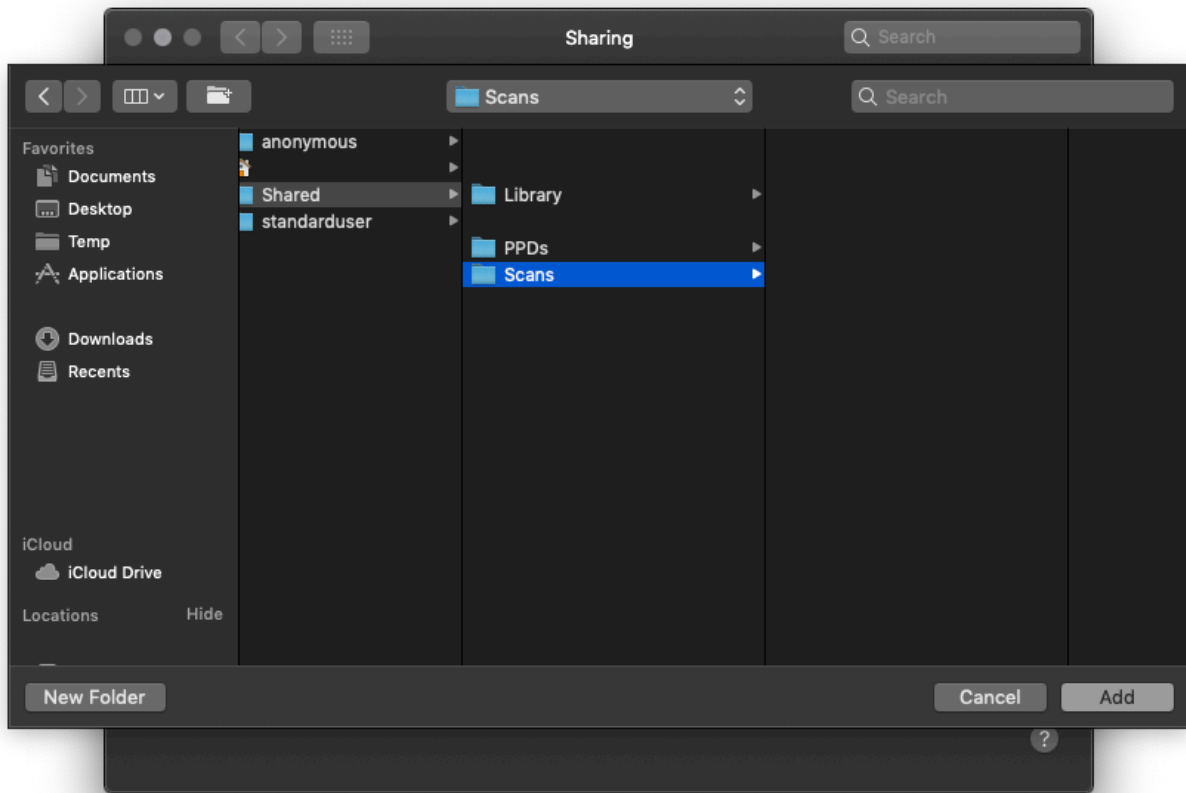 Sharing
Search
Scans
Search
Favorites
Documents
Desktop
Temp
Applications
Downloads
Recents
iCloud
iCloud Drive
Locations Hide
anonymous
Shared
standarduser
Library
PPDs
Scans
New Folder
Cancel
Add
?